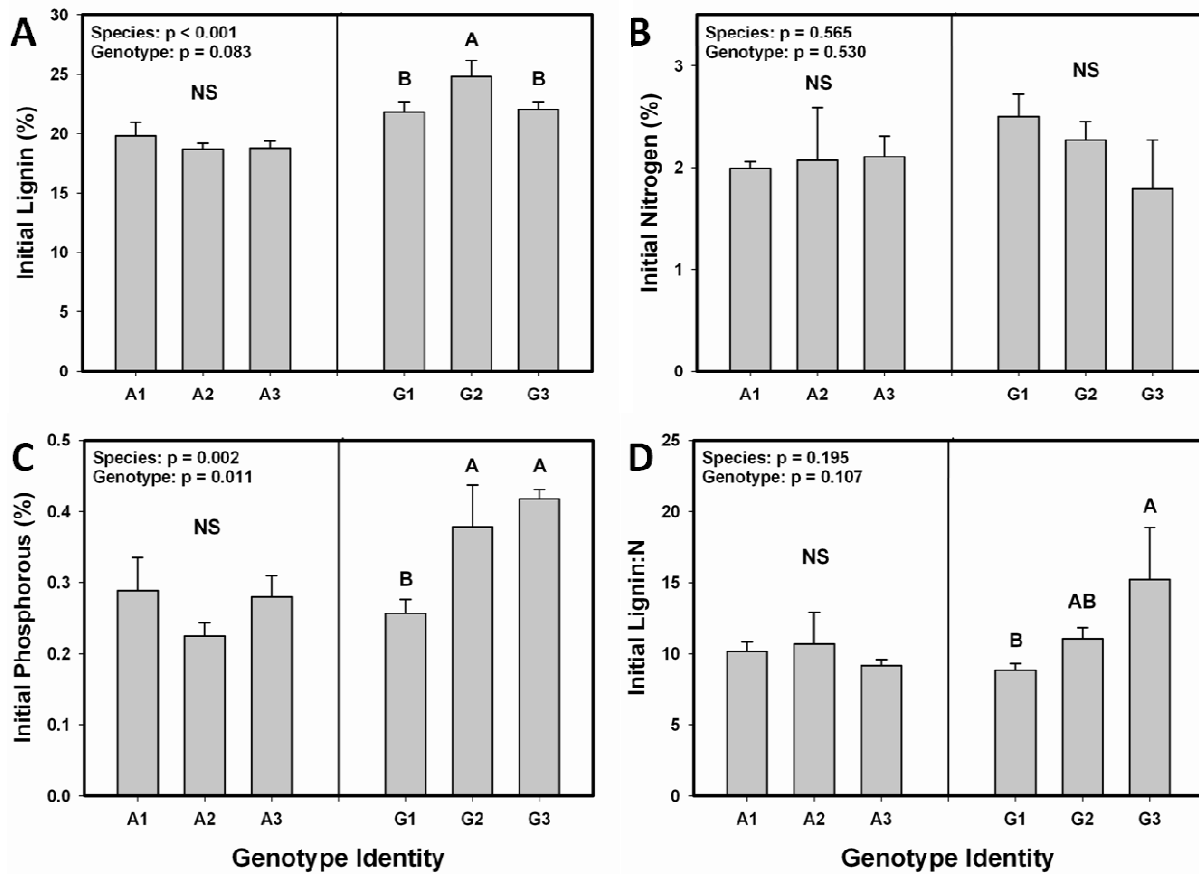 A
Species: p < 0.001
Genotype: p = 0.083
NS
B
A
B
Initial Lignin (%)
30
25
20
15
10
5
0
A1 A2 A3 G1 G2 G3
B
Species: p = 0.565
Genotype: p = 0.530
NS
NS
Initial Nitrogen (%)
3
2
1
0
A1 A2 A3 G1 G2 G3
C
Species: p = 0.002
Genotype: p = 0.011
NS
B
A
A
Initial Phosphorous (%)
0.5
0.4
0.3
0.2
0.1
0.0
A1 A2 A3 G1 G2 G3
Genotype Identity
D
Species: p = 0.195
Genotype: p = 0.107
NS
B
AB
A
Initial Lignin:N
25
20
15
10
5
0
A1 A2 A3 G1 G2 G3
Genotype Identity